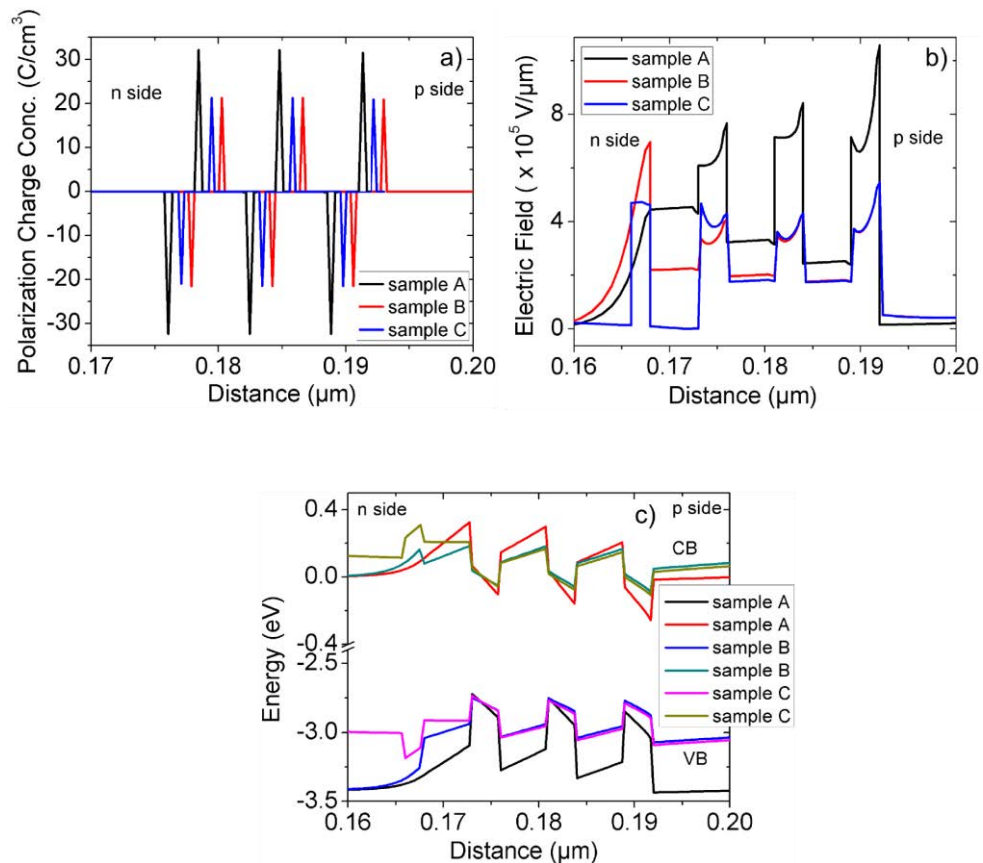 Polarization Charge Conc. (C/cm³)
30
20
10
0
-10
-20
-30
a)
n side
p side
sample A
sample B
sample C
0.17
0.18
0.19
0.20
Distance (µm)
Electric Field ( x 10⁵ V/µm)
8
4
0
sample A
sample B
sample C
b)
n side
p side
0.16
0.17
0.18
0.19
0.20
Distance (µm)
Energy (eV)
0.4
0.0
-0.4
-2.5
-3.0
-3.5
n side
c)
p side
CB
sample A
sample A
sample B
sample B
sample C
sample C
VB
0.16
0.17
0.18
0.19
0.20
Distance (µm)